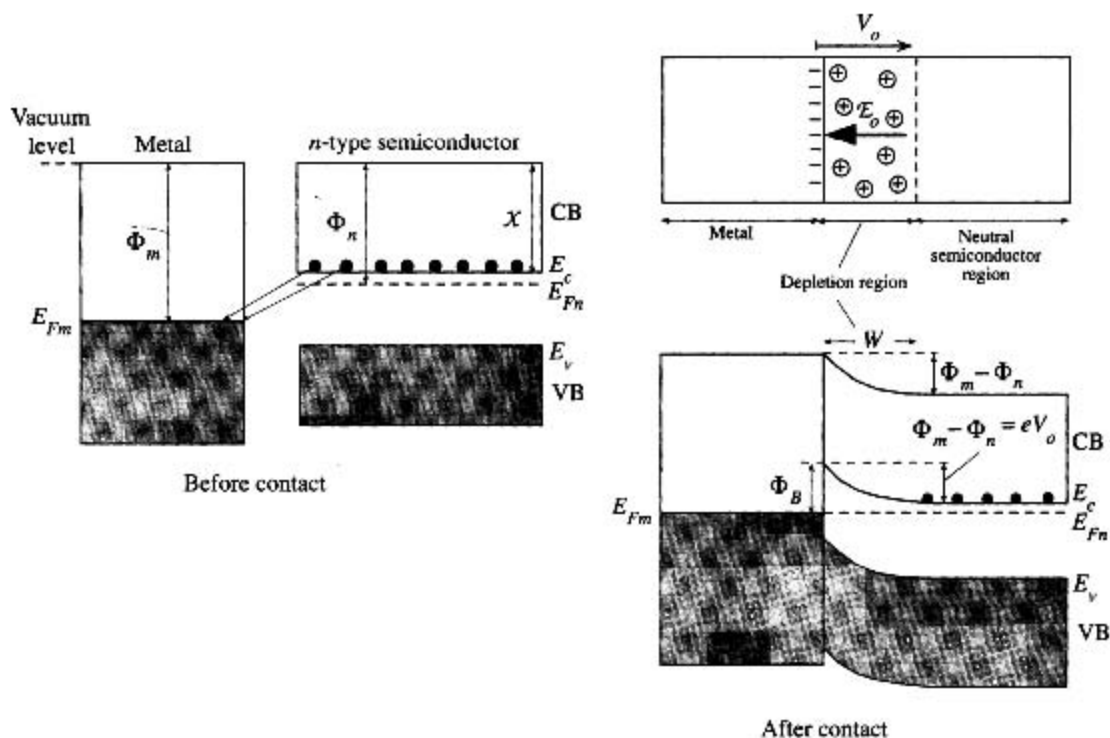 Vacuum
level
Metal
n-type semiconductor
Φm
Φn
χ
CB
Ec
EFn
EFm
Ev
VB
Before contact
Vo
Ɛo
Metal
Neutral
semiconductor
region
Depletion region
W
Φm – Φn
Φm – Φn = eVo
CB
ΦB
Ec
EFm
EFn
Ev
VB
After contact